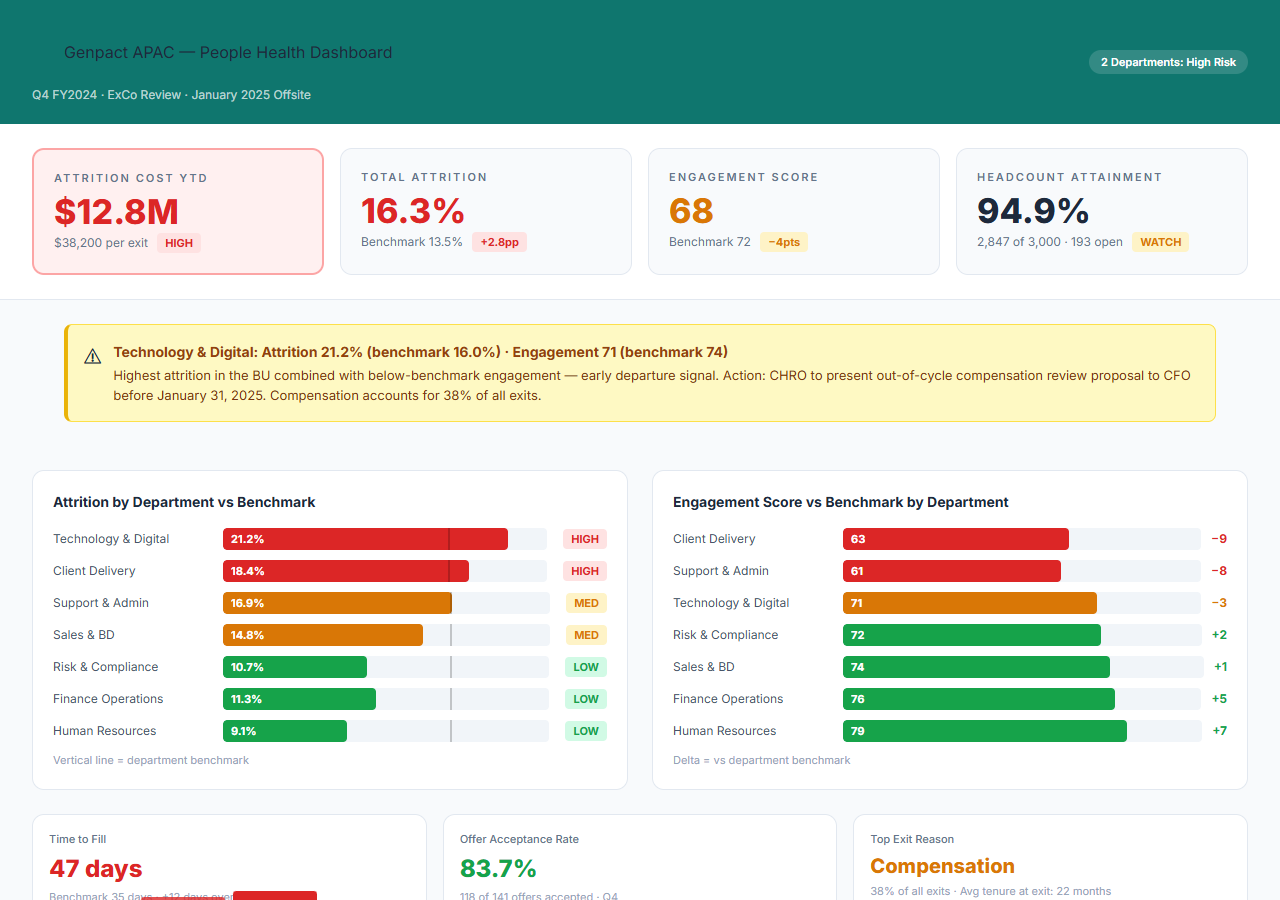 Genpact APAC — People Health Dashboard
2 Departments: High Risk
Q4 FY2024 · ExCo Review · January 2025 Offsite
ATTRITION COST YTD
$12.8M
$38,200 per exit HIGH
TOTAL ATTRITION
16.3%
Benchmark 13.5% +2.8pp
ENGAGEMENT SCORE
68
Benchmark 72 −4pts
HEADCOUNT ATTAINMENT
94.9%
2,847 of 3,000 · 193 open WATCH
⚠ Technology & Digital: Attrition 21.2% (benchmark 16.0%) · Engagement 71 (benchmark 74)
Highest attrition in the BU combined with below-benchmark engagement — early departure signal. Action: CHRO to present out-of-cycle compensation review proposal to CFO
before January 31, 2025. Compensation accounts for 38% of all exits.
Attrition by Department vs Benchmark
Technology & Digital 21.2% HIGH
Client Delivery 18.4% HIGH
Support & Admin 16.9% MED
Sales & BD 14.8% MED
Risk & Compliance 10.7% LOW
Finance Operations 11.3% LOW
Human Resources 9.1% LOW
Vertical line = department benchmark
Engagement Score vs Benchmark by Department
Client Delivery 63 −9
Support & Admin 61 −8
Technology & Digital 71 −3
Risk & Compliance 72 +2
Sales & BD 74 +1
Finance Operations 76 +5
Human Resources 79 +7
Delta = vs department benchmark
Time to Fill
47 days
Benchmark 35 days · +12 days over
Offer Acceptance Rate
83.7%
118 of 141 offers accepted · Q4
Top Exit Reason
Compensation
38% of all exits · Avg tenure at exit: 22 months